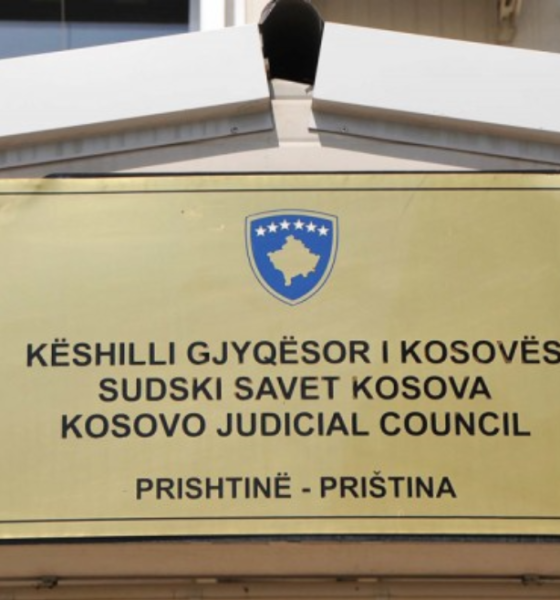 KËSHILLI GJYQËSOR I KOSOVËS
SUDSKI SAVET KOSOVA
KOSOVO JUDICIAL COUNCIL
PRISHTINË - PRIŠTINA